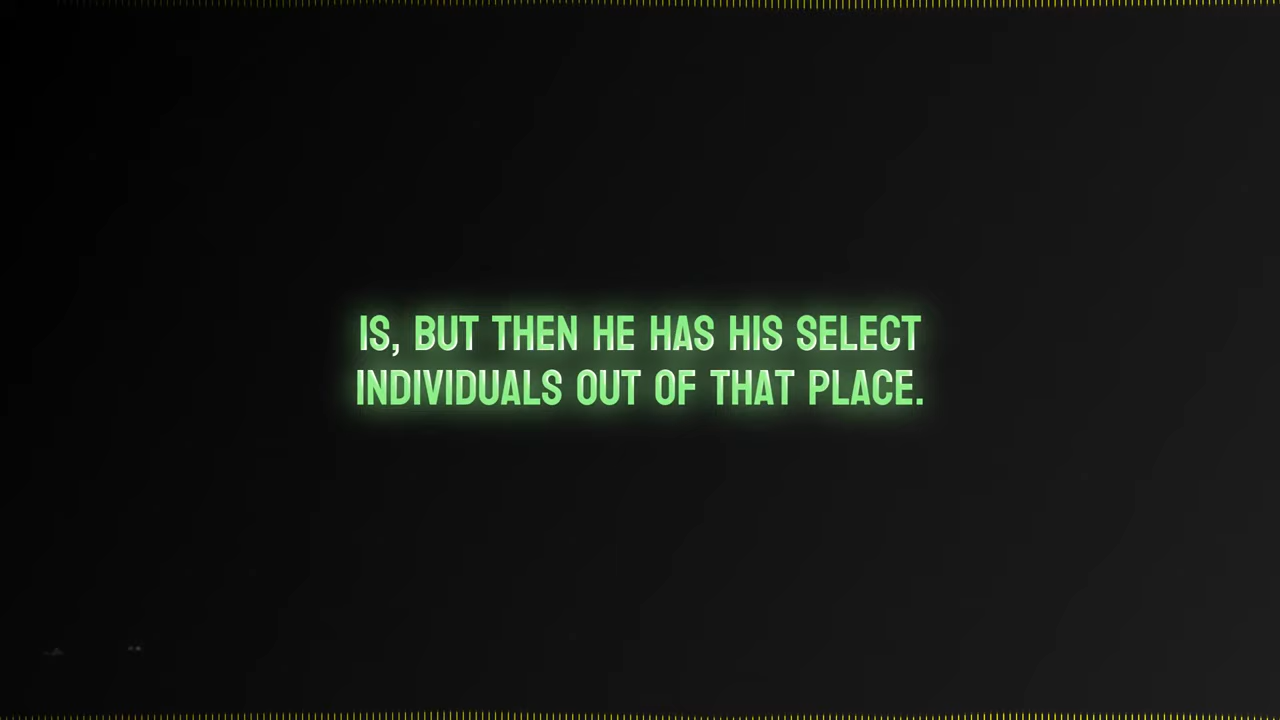 IS, BUT THEN HE HAS HIS SELECT
INDIVIDUALS OUT OF THAT PLACE.